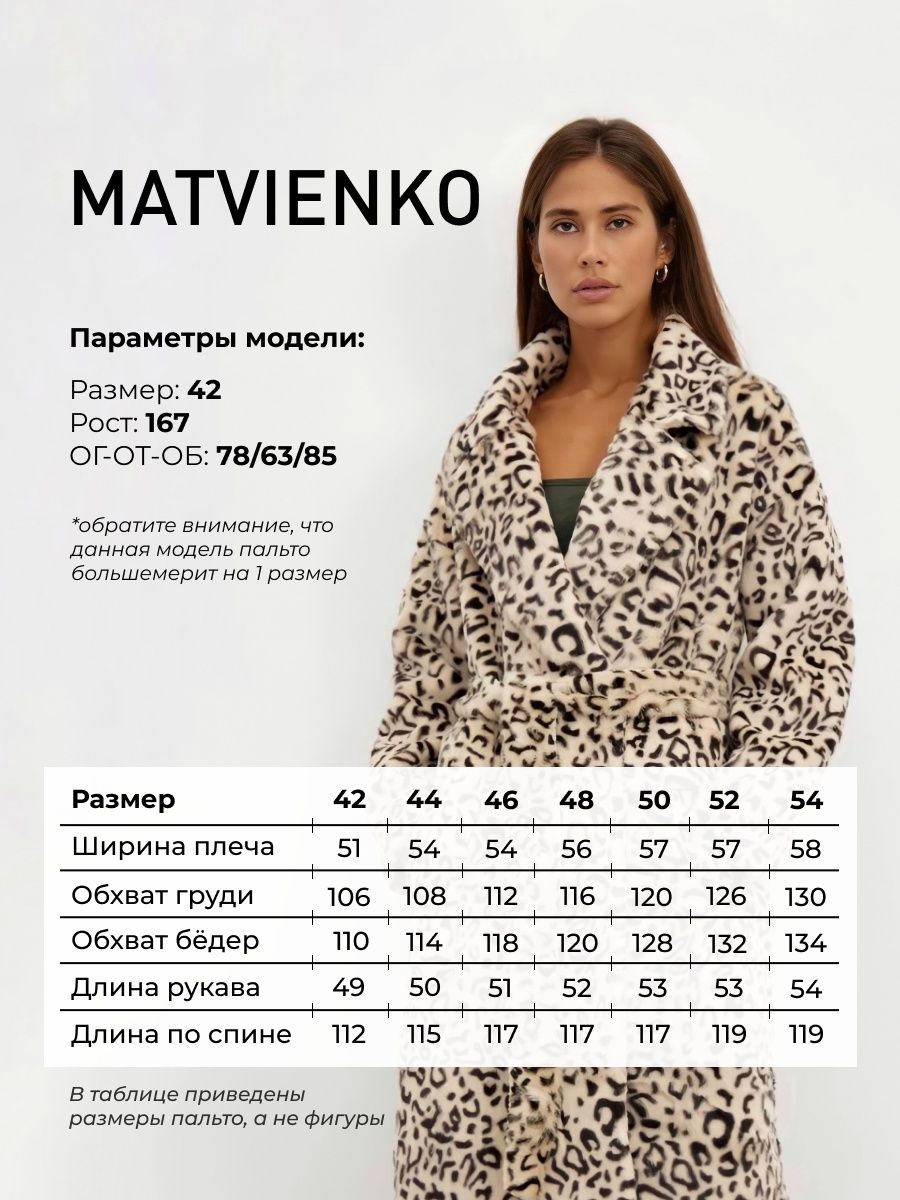 MATVIENKO
Параметры модели:
Размер: 42
Рост: 167
ОГ-ОТ-ОБ: 78/63/85
*обратите внимание, что
данная модель пальто
большемерит на 1 размер
Размер 42 44 46 48 50 52 54
Ширина плеча 51 54 54 56 57 57 58
Обхват груди 106 108 112 116 120 126 130
Обхват бёдер 110 114 118 120 128 132 134
Длина рукава 49 50 51 52 53 53 54
Длина по спине 112 115 117 117 117 119 119
В таблице приведены
размеры пальто, а не фигуры